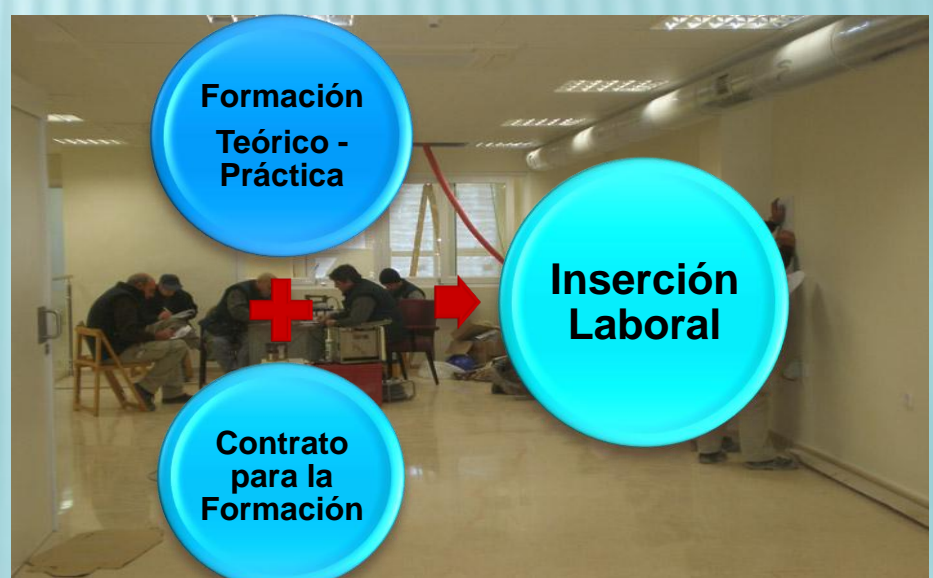 Formación
Teórico -
Práctica
Inserción
Laboral
Contrato
para la
Formación